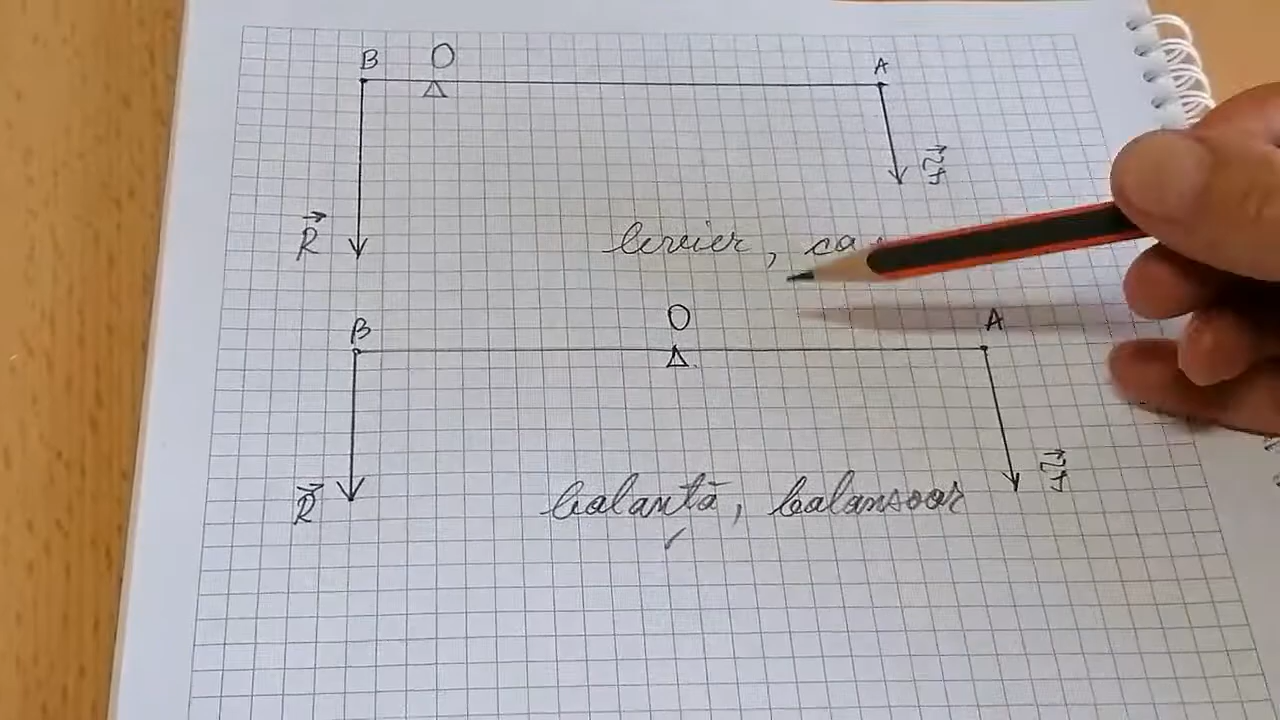 B O A
R⃗ F⃗
levier, ca
B O A
R⃗ F⃗
balanță, balansoar